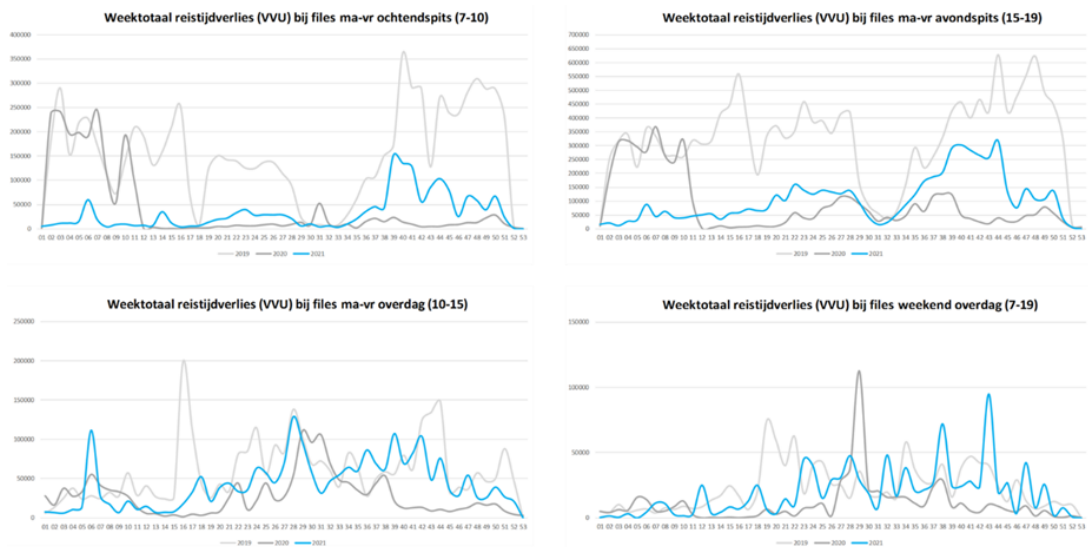 Weektotaal reistijdverlies (VVU) bij files ma-vr ochtendspits (7-10)
400000
350000
300000
250000
200000
150000
100000
50000
0
01 02 03 04 05 06 07 08 09 10 11 12 13 14 15 16 17 18 19 20 21 22 23 24 25 26 27 28 29 30 31 32 33 34 35 36 37 38 39 40 41 42 43 44 45 46 47 48 49 50 51 52 53
2019 2020 2021
Weektotaal reistijdverlies (VVU) bij files ma-vr avondspits (15-19)
700000
650000
600000
550000
500000
450000
400000
350000
300000
250000
200000
150000
100000
50000
0
01 02 03 04 05 06 07 08 09 10 11 12 13 14 15 16 17 18 19 20 21 22 23 24 25 26 27 28 29 30 31 32 33 34 35 36 37 38 39 40 41 42 43 44 45 46 47 48 49 50 51 52 53
2019 2020 2021
Weektotaal reistijdverlies (VVU) bij files ma-vr overdag (10-15)
250000
200000
150000
100000
50000
0
01 02 03 04 05 06 07 08 09 10 11 12 13 14 15 16 17 18 19 20 21 22 23 24 25 26 27 28 29 30 31 32 33 34 35 36 37 38 39 40 41 42 43 44 45 46 47 48 49 50 51 52 53
2019 2020 2021
Weektotaal reistijdverlies (VVU) bij files weekend overdag (7-19)
150000
100000
50000
0
01 02 03 04 05 06 07 08 09 10 11 12 13 14 15 16 17 18 19 20 21 22 23 24 25 26 27 28 29 30 31 32 33 34 35 36 37 38 39 40 41 42 43 44 45 46 47 48 49 50 51 52 53
2019 2020 2021